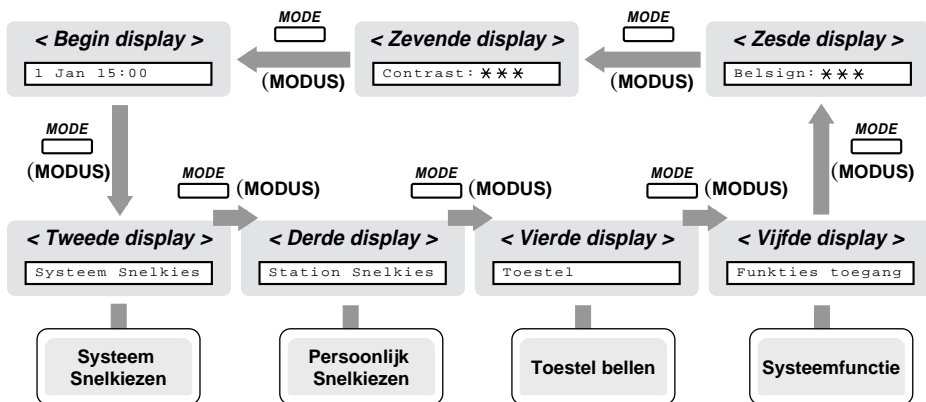 MODE
MODE
< Begin display >
< Zevende display >
< Zesde display >
1 Jan 15:00
(MODUS)
Contrast: ***
(MODUS)
Belsign: ***
MODE
(MODUS)
MODE
(MODUS)
MODE
(MODUS)
MODE
(MODUS)
MODE
(MODUS)
< Tweede display >
< Derde display >
< Vierde display >
< Vijfde display >
Systeem Snelkies
Station Snelkies
Toestel
Funkties toegang
Systeem
Snelkiezen
Persoonlijk
Snelkiezen
Toestel bellen
Systeemfunctie